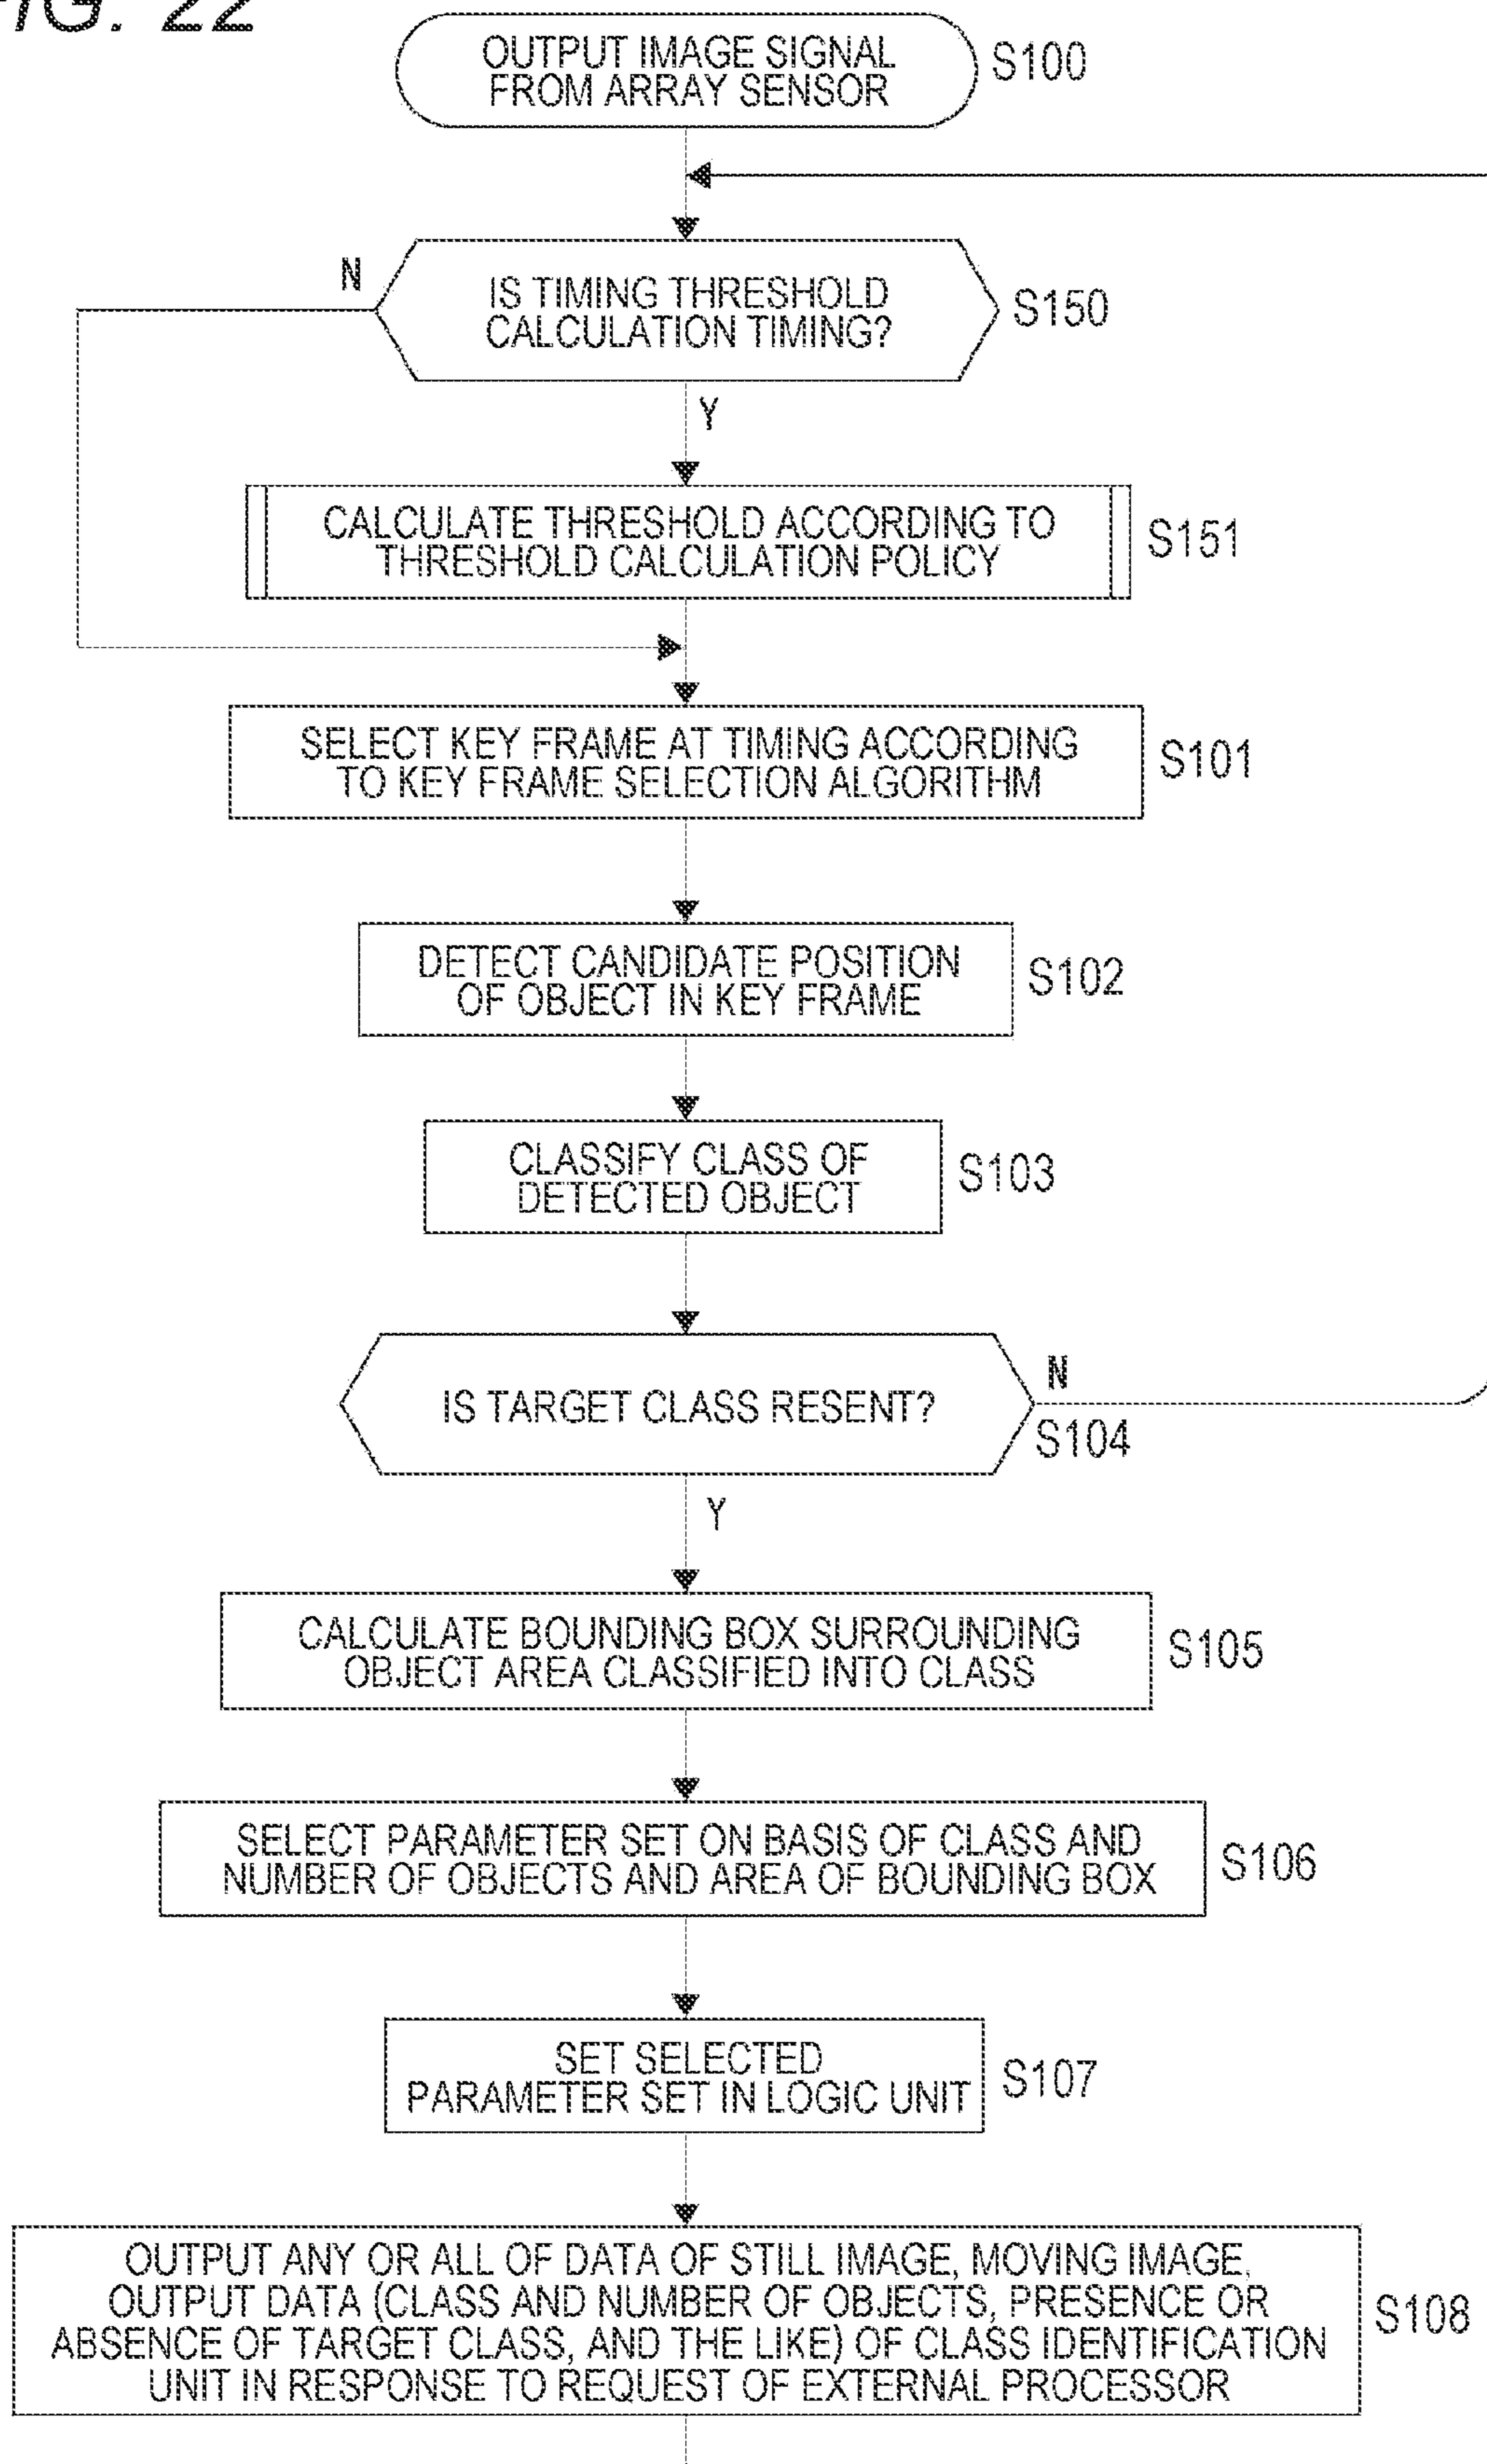 FIG. 22
OUTPUT IMAGE SIGNAL
FROM ARRAY SENSOR
S100
N
IS TIMING THRESHOLD
CALCULATION TIMING?
S150
Y
CALCULATE THRESHOLD ACCORDING TO
THRESHOLD CALCULATION POLICY
S151
SELECT KEY FRAME AT TIMING ACCORDING
TO KEY FRAME SELECTION ALGORITHM
S101
DETECT CANDIDATE POSITION
OF OBJECT IN KEY FRAME
S102
CLASSIFY CLASS OF
DETECTED OBJECT
S103
IS TARGET CLASS RESENT?
N
S104
Y
CALCULATE BOUNDING BOX SURROUNDING
OBJECT AREA CLASSIFIED INTO CLASS
S105
SELECT PARAMETER SET ON BASIS OF CLASS AND
NUMBER OF OBJECTS AND AREA OF BOUNDING BOX
S106
SET SELECTED
PARAMETER SET IN LOGIC UNIT
S107
OUTPUT ANY OR ALL OF DATA OF STILL IMAGE, MOVING IMAGE,
OUTPUT DATA (CLASS AND NUMBER OF OBJECTS, PRESENCE OR
ABSENCE OF TARGET CLASS, AND THE LIKE) OF CLASS IDENTIFICATION
UNIT IN RESPONSE TO REQUEST OF EXTERNAL PROCESSOR
S108